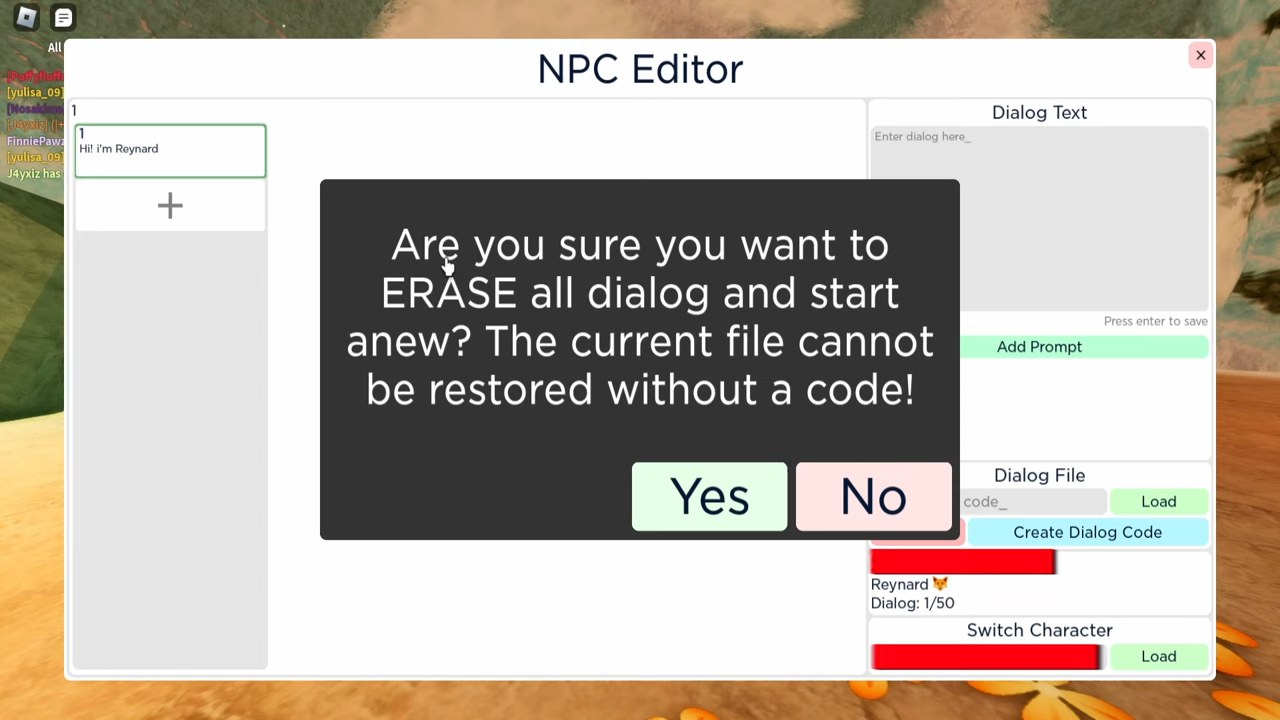 NPC Editor
×
All
[yulisa_09]
FinniePawz
[yulisa_09]
J4yxiz has
1
1
Hi! i'm Reynard
+
Dialog Text
Enter dialog here_
Press enter to save
Add Prompt
Are you sure you want to
ERASE all dialog and start
anew? The current file cannot
be restored without a code!
Yes
No
Dialog File
code_
Load
Create Dialog Code
Reynard 🦊
Dialog: 1/50
Switch Character
Load